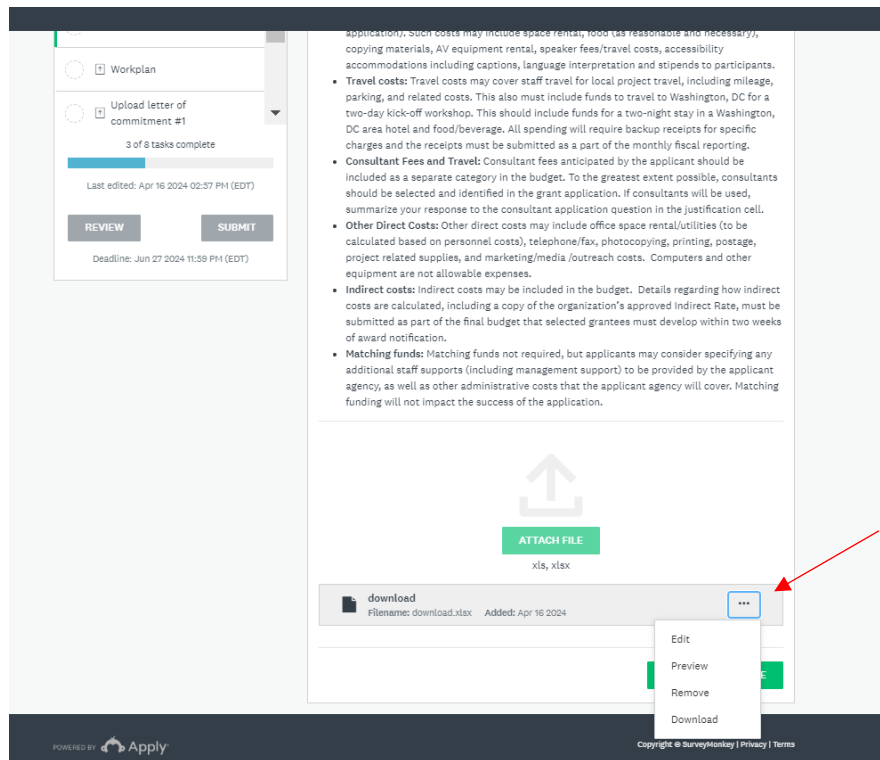 Workplan
Upload letter of
commitment #1
3 of 8 tasks complete
Last edited: Apr 16 2024 02:37 PM (EDT)
REVIEW
SUBMIT
Deadline: Jun 27 2024 11:59 PM (EDT)
application). Such costs may include space rental, food (as reasonable and necessary),
copying materials, AV equipment rental, speaker fees/travel costs, accessibility
accommodations including captions, language interpretation and stipends to participants.
• Travel costs: Travel costs may cover staff travel for local project travel, including mileage,
parking, and related costs. This also must include funds to travel to Washington, DC for a
two-day kick-off workshop. This should include funds for a two-night stay in a Washington,
DC area hotel and food/beverage. All spending will require backup receipts for specific
charges and the receipts must be submitted as a part of the monthly fiscal reporting.
• Consultant Fees and Travel: Consultant fees anticipated by the applicant should be
included as a separate category in the budget. To the greatest extent possible, consultants
should be selected and identified in the grant application. If consultants will be used,
summarize your response to the consultant application question in the justification cell.
• Other Direct Costs: Other direct costs may include office space rental/utilities (to be
calculated based on personnel costs), telephone/fax, photocopying, printing, postage,
project related supplies, and marketing/media /outreach costs.  Computers and other
equipment are not allowable expenses.
• Indirect costs: Indirect costs may be included in the budget.  Details regarding how indirect
costs are calculated, including a copy of the organization's approved Indirect Rate, must be
submitted as part of the final budget that selected grantees must develop within two weeks
of award notification.
• Matching funds: Matching funds not required, but applicants may consider specifying any
additional staff supports (including management support) to be provided by the applicant
agency, as well as other administrative costs that the applicant agency will cover. Matching
funding will not impact the success of the application.
ATTACH FILE
xls, xlsx
download
Filename: download.xlsx Added: Apr 16 2024
...
Edit
Preview
Remove
Download
POWERED BY Apply
Copyright © SurveyMonkey | Privacy | Terms